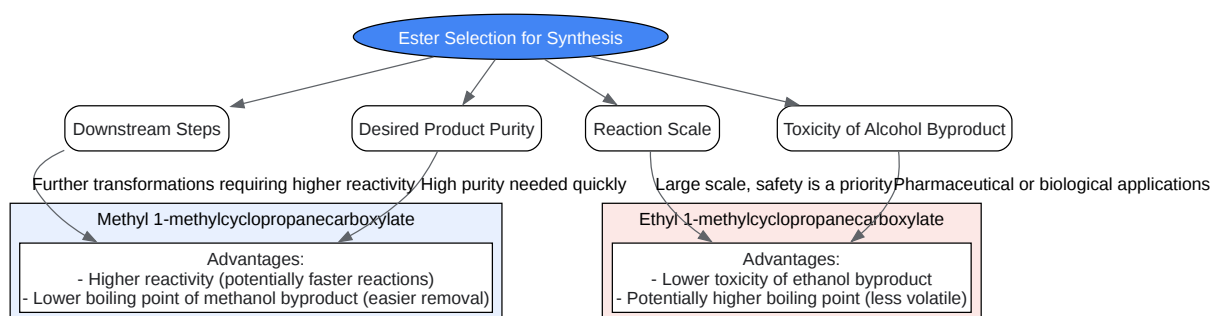 Ester Selection for Synthesis
Downstream Steps
Desired Product Purity
Reaction Scale
Toxicity of Alcohol Byproduct
Further transformations requiring higher reactivity
High purity needed quickly
Large scale, safety is a priority
Pharmaceutical or biological applications
Methyl 1-methylcyclopropanecarboxylate
Advantages:
- Higher reactivity (potentially faster reactions)
- Lower boiling point of methanol byproduct (easier removal)
Ethyl 1-methylcyclopropanecarboxylate
Advantages:
- Lower toxicity of ethanol byproduct
- Potentially higher boiling point (less volatile)